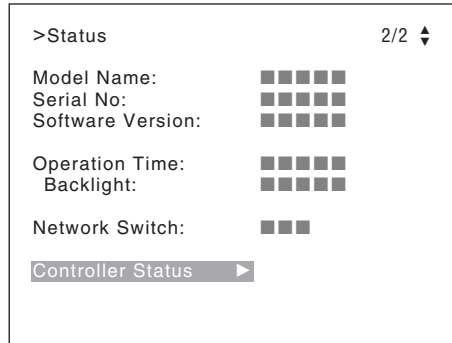 >Status 2/2
Model Name: ■■■■■
Serial No: ■■■■■
Software Version: ■■■■■
Operation Time: ■■■■■
Backlight: ■■■■■
Network Switch: ■■■
Controller Status ▶